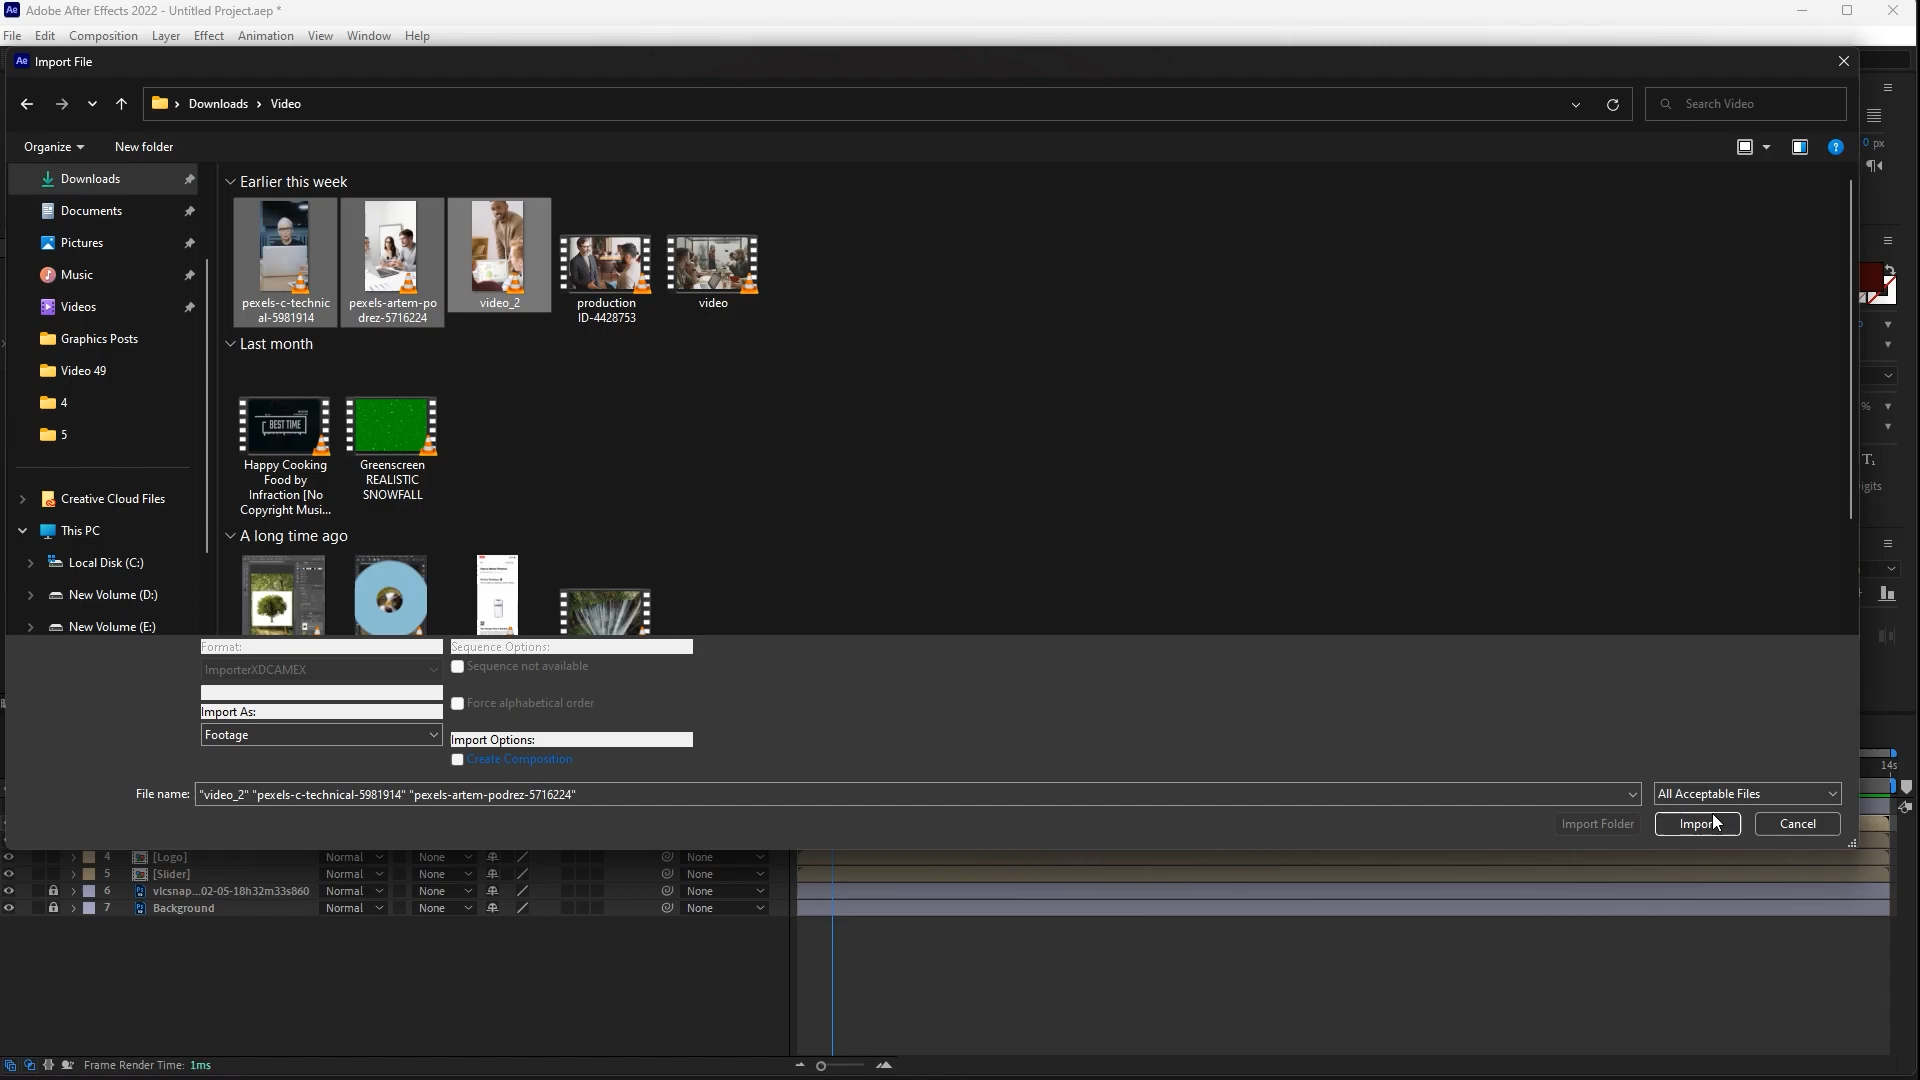 Ae Adobe After Effects 2022 - Untitled Project.aep *
File Edit Composition Layer Effect Animation View Window Help
Ae Import File
Downloads Video
Search Video
Organize New folder
0 px
Downloads
Documents
Pictures
Music
Videos
Graphics Posts
Video 49
4
5
Creative Cloud Files
This PC
Local Disk (C:)
New Volume (D:)
New Volume (E:)
Earlier this week
pexels-c-technic
al-5981914
pexels-artem-po
drez-5716224
video_2
production
ID-4428753
video
Last month
BEST TIME
Happy Cooking
Food by
Infraction [No
Copyright Musi...
Greenscreen
REALISTIC
SNOWFALL
A long time ago
%
igits
Format:
ImporterXDCAMEX
Import As:
Footage
Sequence Options:
Sequence not available
Force alphabetical order
Import Options:
Create Composition
14s
File name: "video_2" "pexels-c-technical-5981914" "pexels-artem-podrez-5716224"
All Acceptable Files
Import Folder Import Cancel
4 [Logo] Normal None None
5 [Slider] Normal None None
6 vlcsnap...02-05-18h32m33s860 Normal None None
7 Background Normal None None
Frame Render Time: 1ms